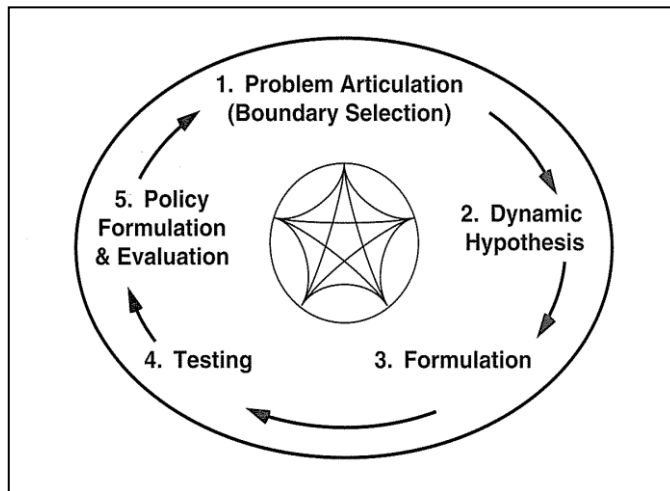 1. Problem Articulation
(Boundary Selection)
2. Dynamic
Hypothesis
3. Formulation
4. Testing
5. Policy
Formulation
& Evaluation